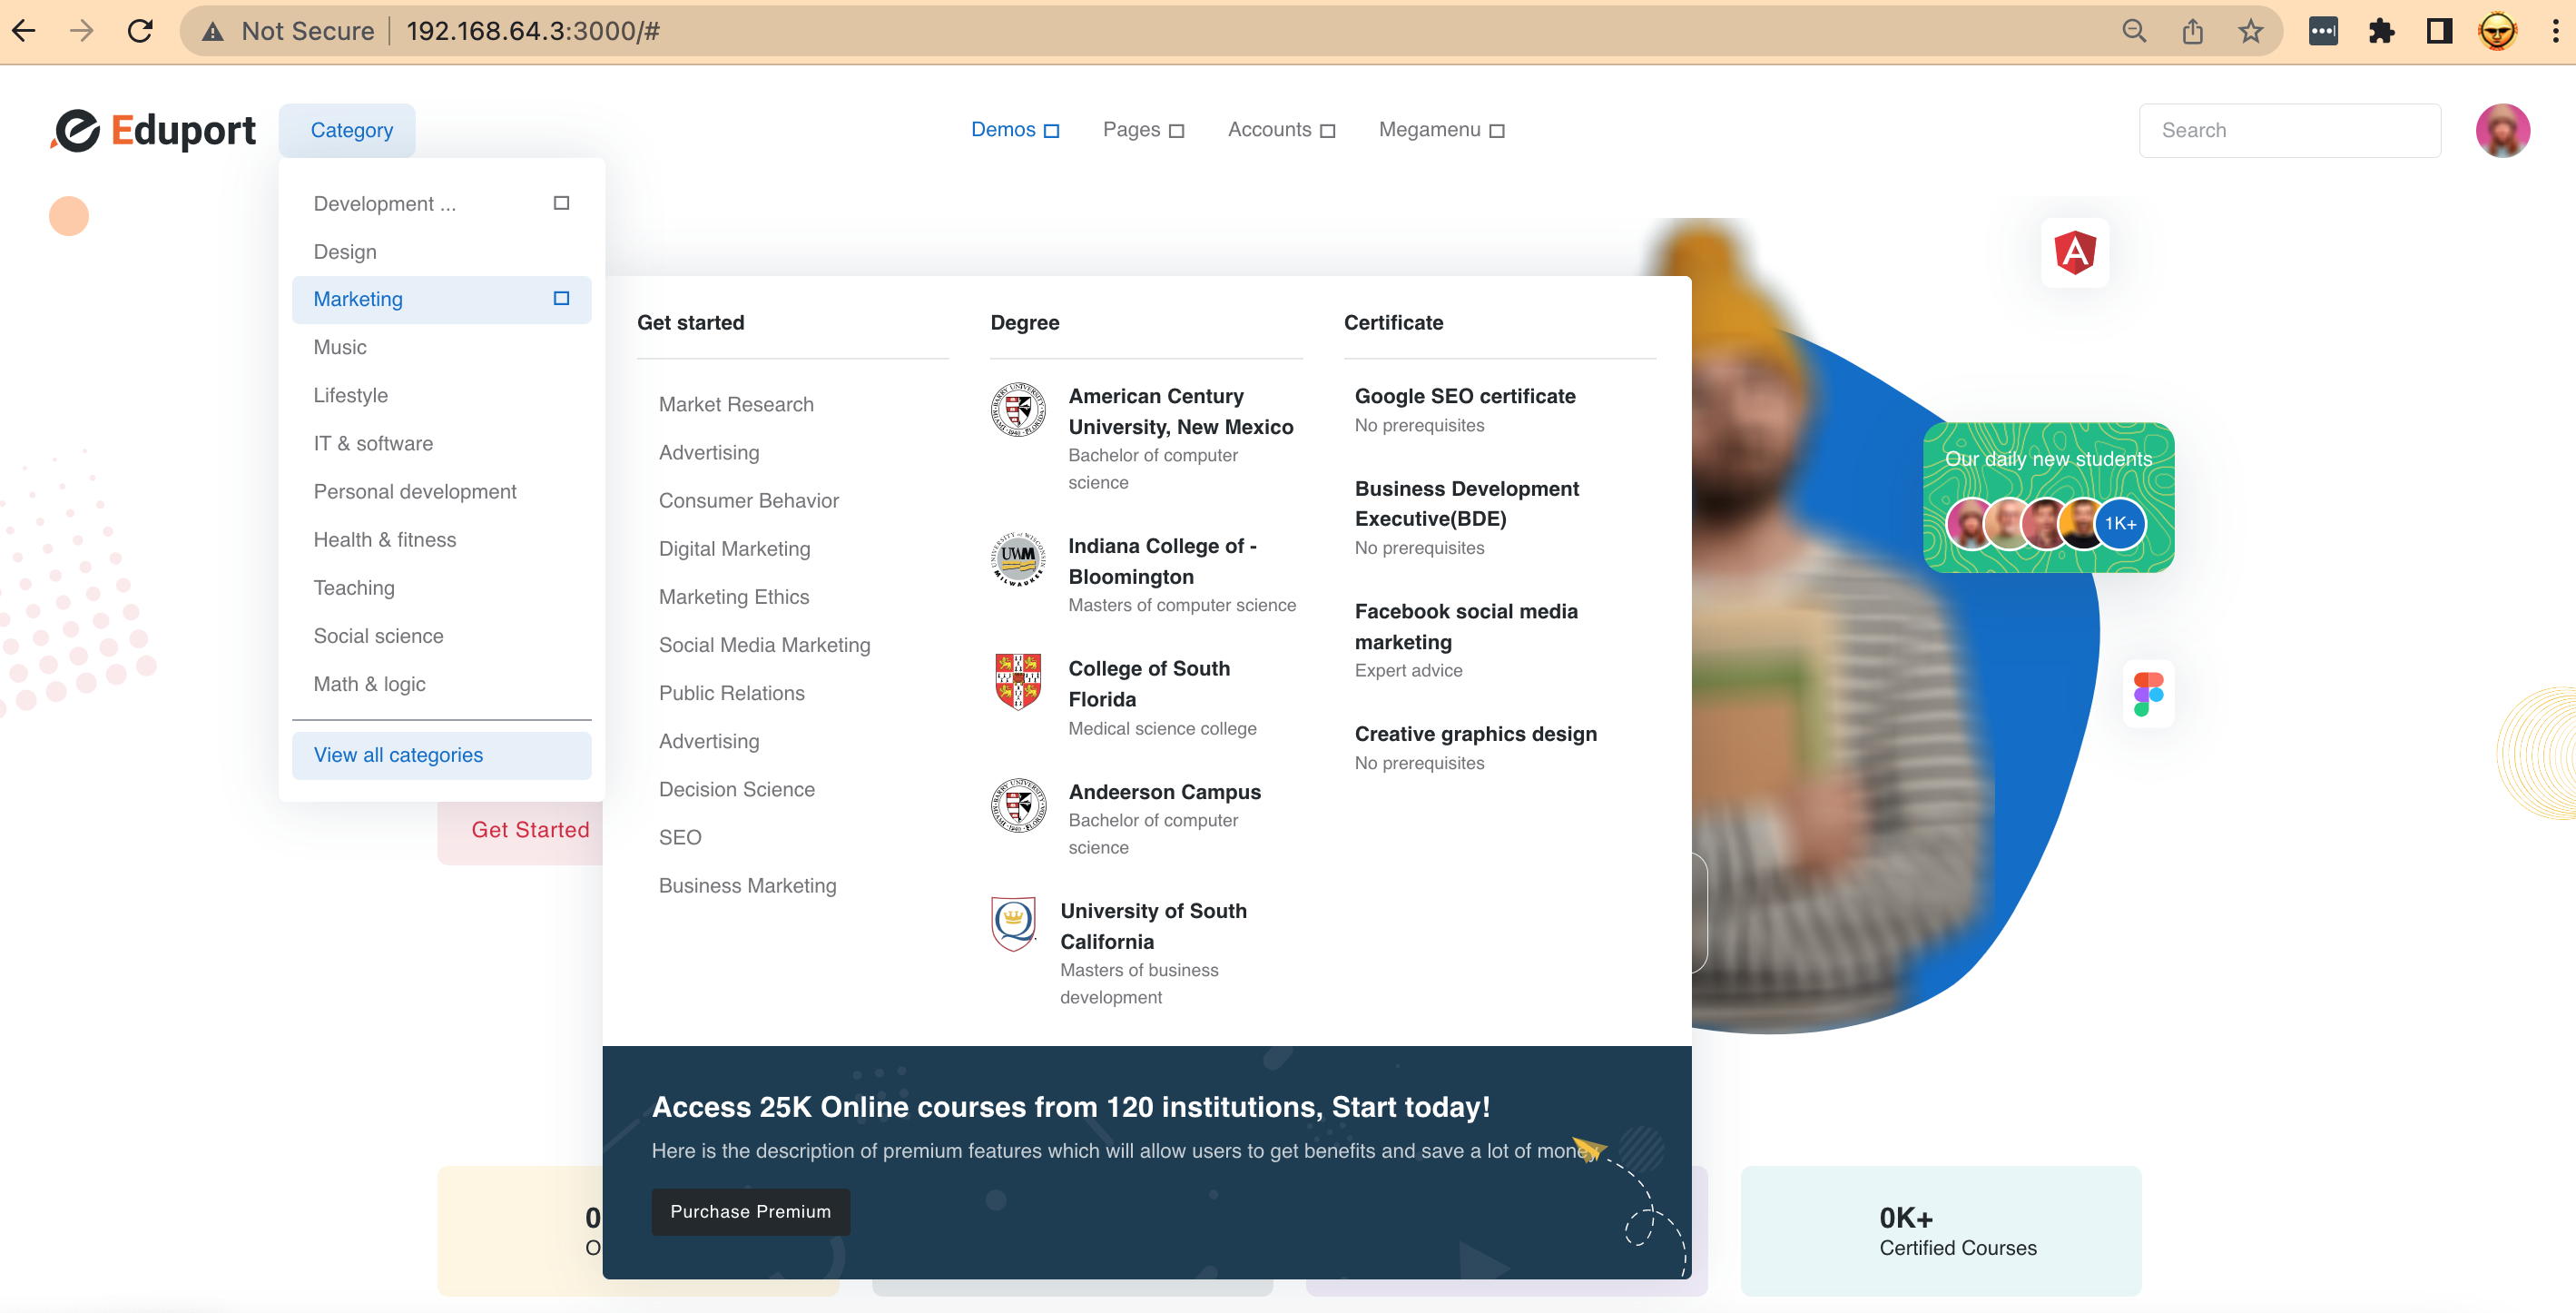 Not Secure 192.168.64.3:3000/#
Eduport
Category
Demos
Pages
Accounts
Megamenu
Search
Development ...
Design
Marketing
Music
Lifestyle
IT & software
Personal development
Health & fitness
Teaching
Social science
Math & logic
View all categories
Get Started
Get started
Market Research
Advertising
Consumer Behavior
Digital Marketing
Marketing Ethics
Social Media Marketing
Public Relations
Advertising
Decision Science
SEO
Business Marketing
Degree
American Century
University, New Mexico
Bachelor of computer
science
UWM
Indiana College of -
Bloomington
Masters of computer science
College of South
Florida
Medical science college
Andeerson Campus
Bachelor of computer
science
University of South
California
Masters of business
development
Certificate
Google SEO certificate
No prerequisites
Business Development
Executive(BDE)
No prerequisites
Facebook social media
marketing
Expert advice
Creative graphics design
No prerequisites
Our daily new students
1K+
Access 25K Online courses from 120 institutions, Start today!
Here is the description of premium features which will allow users to get benefits and save a lot of money.
Purchase Premium
0
O
0K+
Certified Courses